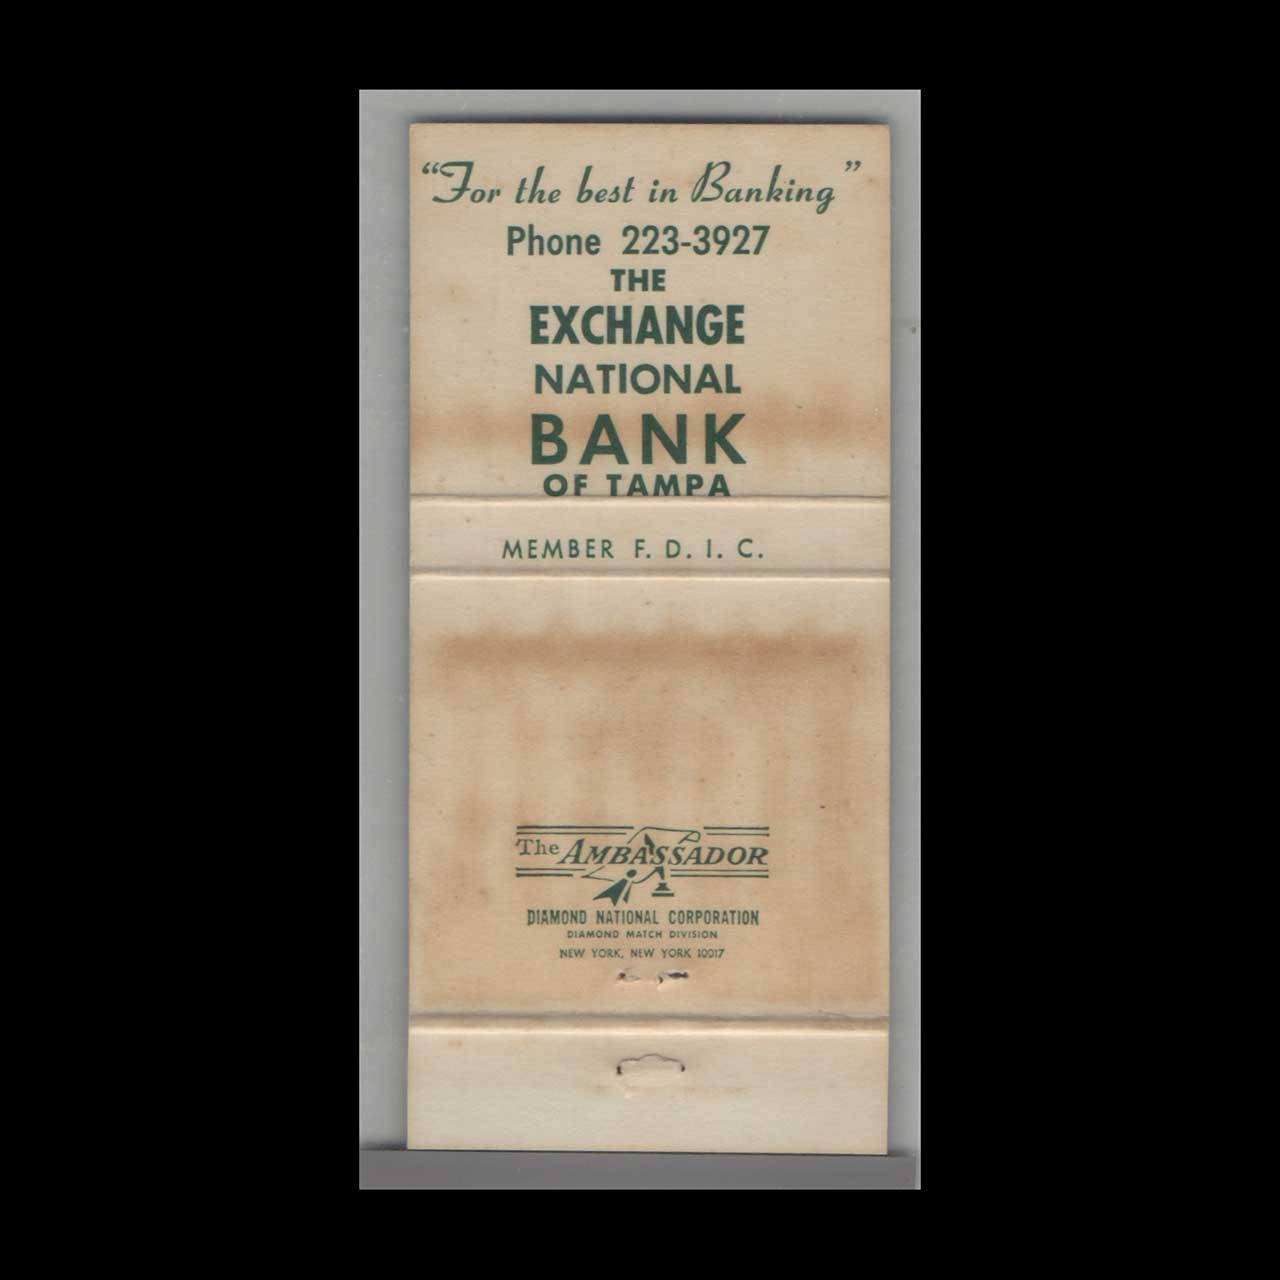 “For the best in Banking”
Phone 223-3927
THE
EXCHANGE
NATIONAL
BANK
OF TAMPA
MEMBER F. D. I. C.
The AMBASSADOR
DIAMOND NATIONAL CORPORATION
DIAMOND MATCH DIVISION
NEW YORK, NEW YORK 10017